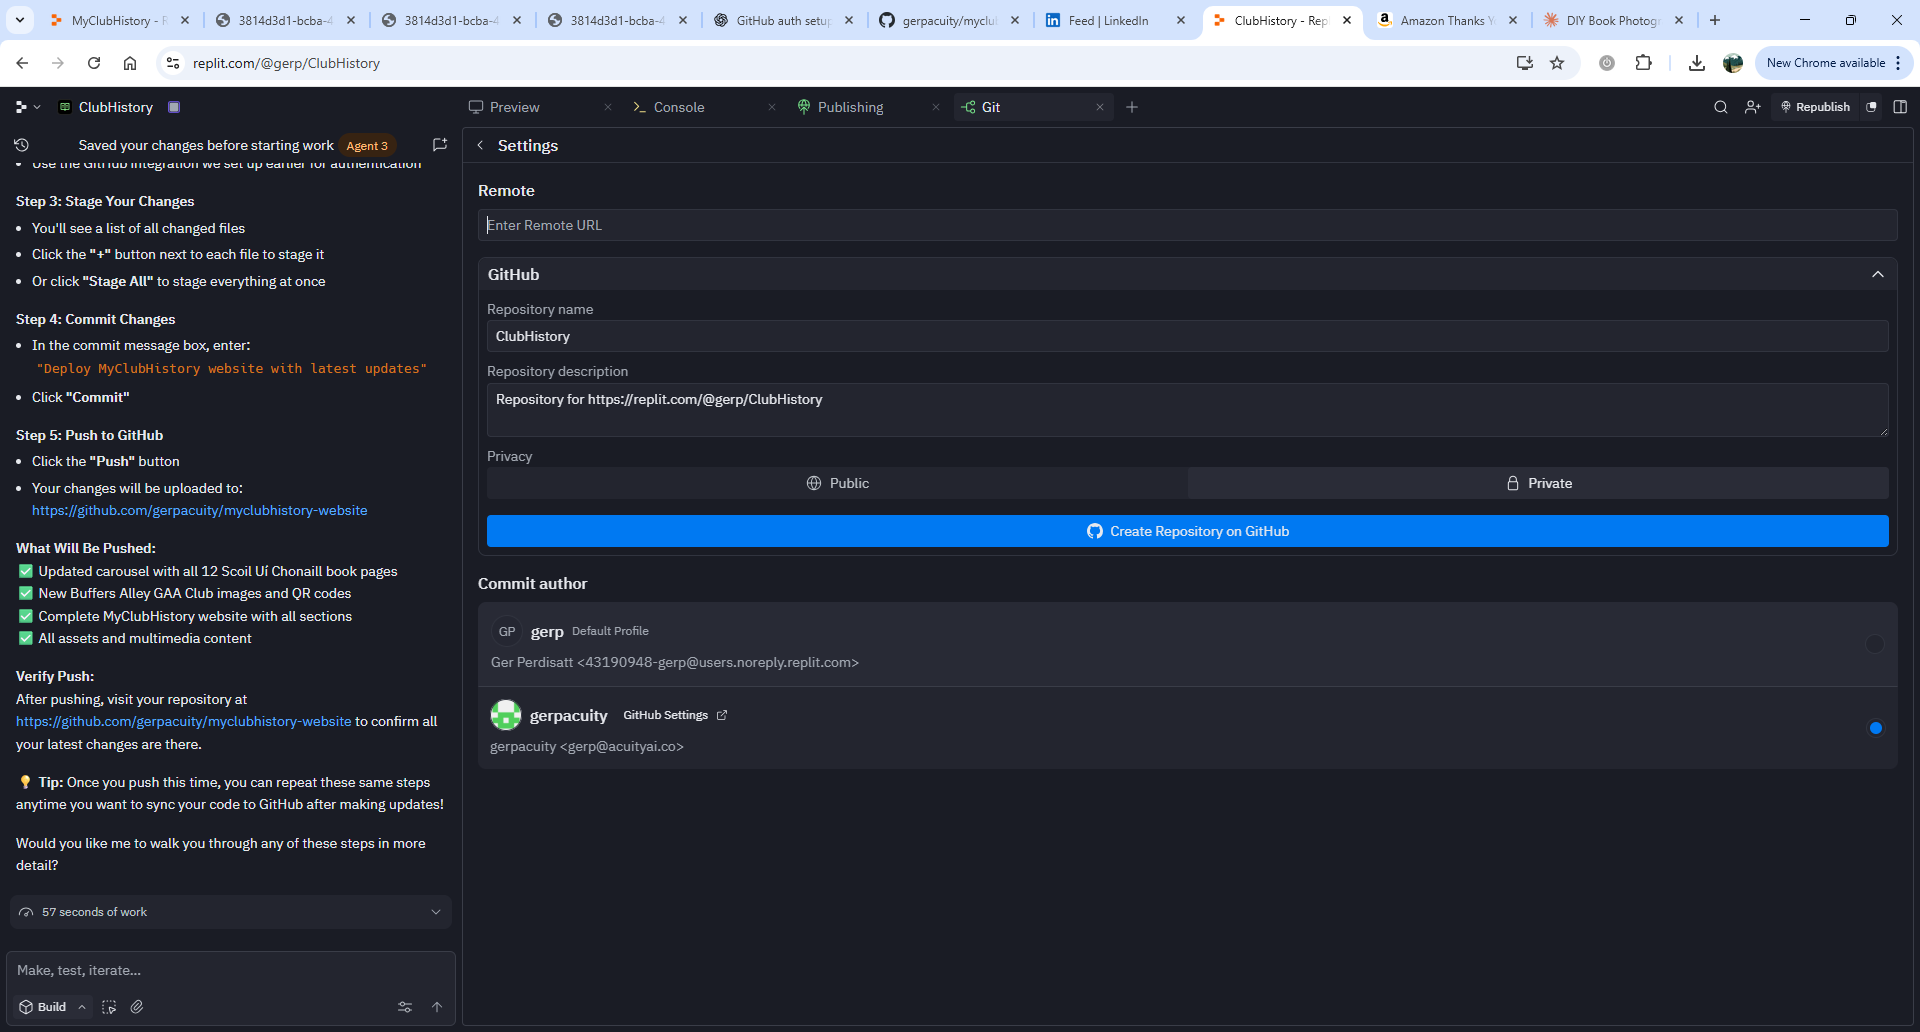 MyClubHistory - R
3814d3d1-bcba-4
3814d3d1-bcba-4
3814d3d1-bcba-4
GitHub auth setup
gerpacuity/myclub
Feed | LinkedIn
ClubHistory - Repl
Amazon Thanks Y
DIY Book Photogr
replit.com/@gerp/ClubHistory
New Chrome available
ClubHistory
Preview
Console
Publishing
Git
Republish
Saved your changes before starting work
Agent 3
Use the GitHub integration we set up earlier for authentication
Step 3: Stage Your Changes
• You'll see a list of all changed files
• Click the "+" button next to each file to stage it
• Or click "Stage All" to stage everything at once
Step 4: Commit Changes
• In the commit message box, enter:
"Deploy MyClubHistory website with latest updates"
• Click "Commit"
Step 5: Push to GitHub
• Click the "Push" button
• Your changes will be uploaded to:
https://github.com/gerpacuity/myclubhistory-website
What Will Be Pushed:
✅ Updated carousel with all 12 Scoil Uí Chonaill book pages
✅ New Buffers Alley GAA Club images and QR codes
✅ Complete MyClubHistory website with all sections
✅ All assets and multimedia content
Verify Push:
After pushing, visit your repository at
https://github.com/gerpacuity/myclubhistory-website to confirm all
your latest changes are there.
💡 Tip: Once you push this time, you can repeat these same steps
anytime you want to sync your code to GitHub after making updates!
Would you like me to walk you through any of these steps in more
detail?
57 seconds of work
Make, test, iterate...
Build
Settings
Remote
Enter Remote URL
GitHub
Repository name
ClubHistory
Repository description
Repository for https://replit.com/@gerp/ClubHistory
Privacy
Public
Private
Create Repository on GitHub
Commit author
GP
gerp Default Profile
Ger Perdisatt <43190948-gerp@users.noreply.replit.com>
gerpacuity GitHub Settings
gerpacuity <gerp@acuityai.co>